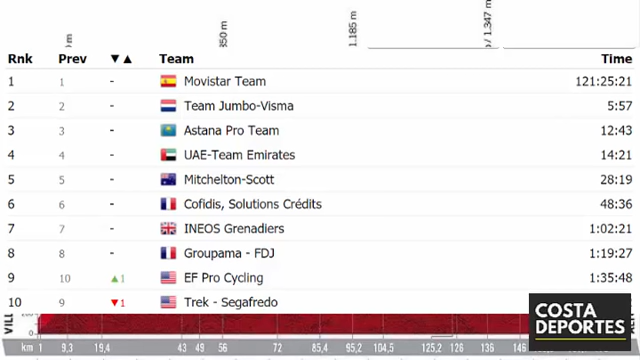 m
850 m
1.185 m
1.347 m
Rnk Prev ▼▲ Team Time
1 1 - Movistar Team 121:25:21
2 2 - Team Jumbo-Visma 5:57
3 3 - Astana Pro Team 12:43
4 4 - UAE-Team Emirates 14:21
5 5 - Mitchelton-Scott 28:19
6 6 - Cofidis, Solutions Crédits 48:36
7 7 - INEOS Grenadiers 1:02:21
8 8 - Groupama - FDJ 1:19:27
9 10 ▲1 EF Pro Cycling 1:35:48
10 9 ▼1 Trek - Segafredo
VILL
0
km 1 9,3 19,4 43 49 56 72 85,4 95,2 104,5 125,2 126 136 146
COSTA
DEPORTES